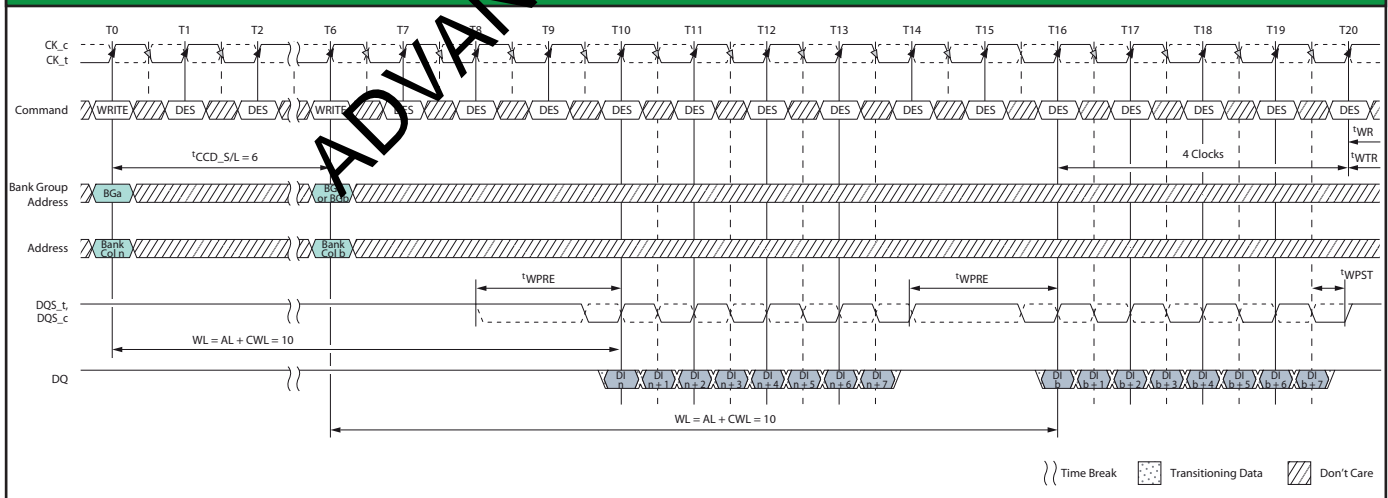 T0 T1 T2 T6 T7 T8 T9 T10 T11 T12 T13 T14 T15 T16 T17 T18 T19 T20
CK_c
CK_t
Command WRITE DES DES WRITE DES DES DES DES DES DES DES DES DES DES DES DES DES DES
tWR
tCCD_S/L = 6
4 Clocks
tWTR
Bank Group
Address
BGa
BGa
or BGb
Address
Bank
Col n
Bank
Col b
tWPRE
tWPRE
tWPST
DQS_t,
DQS_c
WL = AL + CWL = 10
DQ
DI
n
DI
n + 1
DI
n + 2
DI
n + 3
DI
n + 4
DI
n + 5
DI
n + 6
DI
n + 7
DI
b
DI
b + 1
DI
b + 2
DI
b + 3
DI
b + 4
DI
b + 5
DI
b + 6
DI
b + 7
WL = AL + CWL = 10
Time Break
Transitioning Data
Don't Care